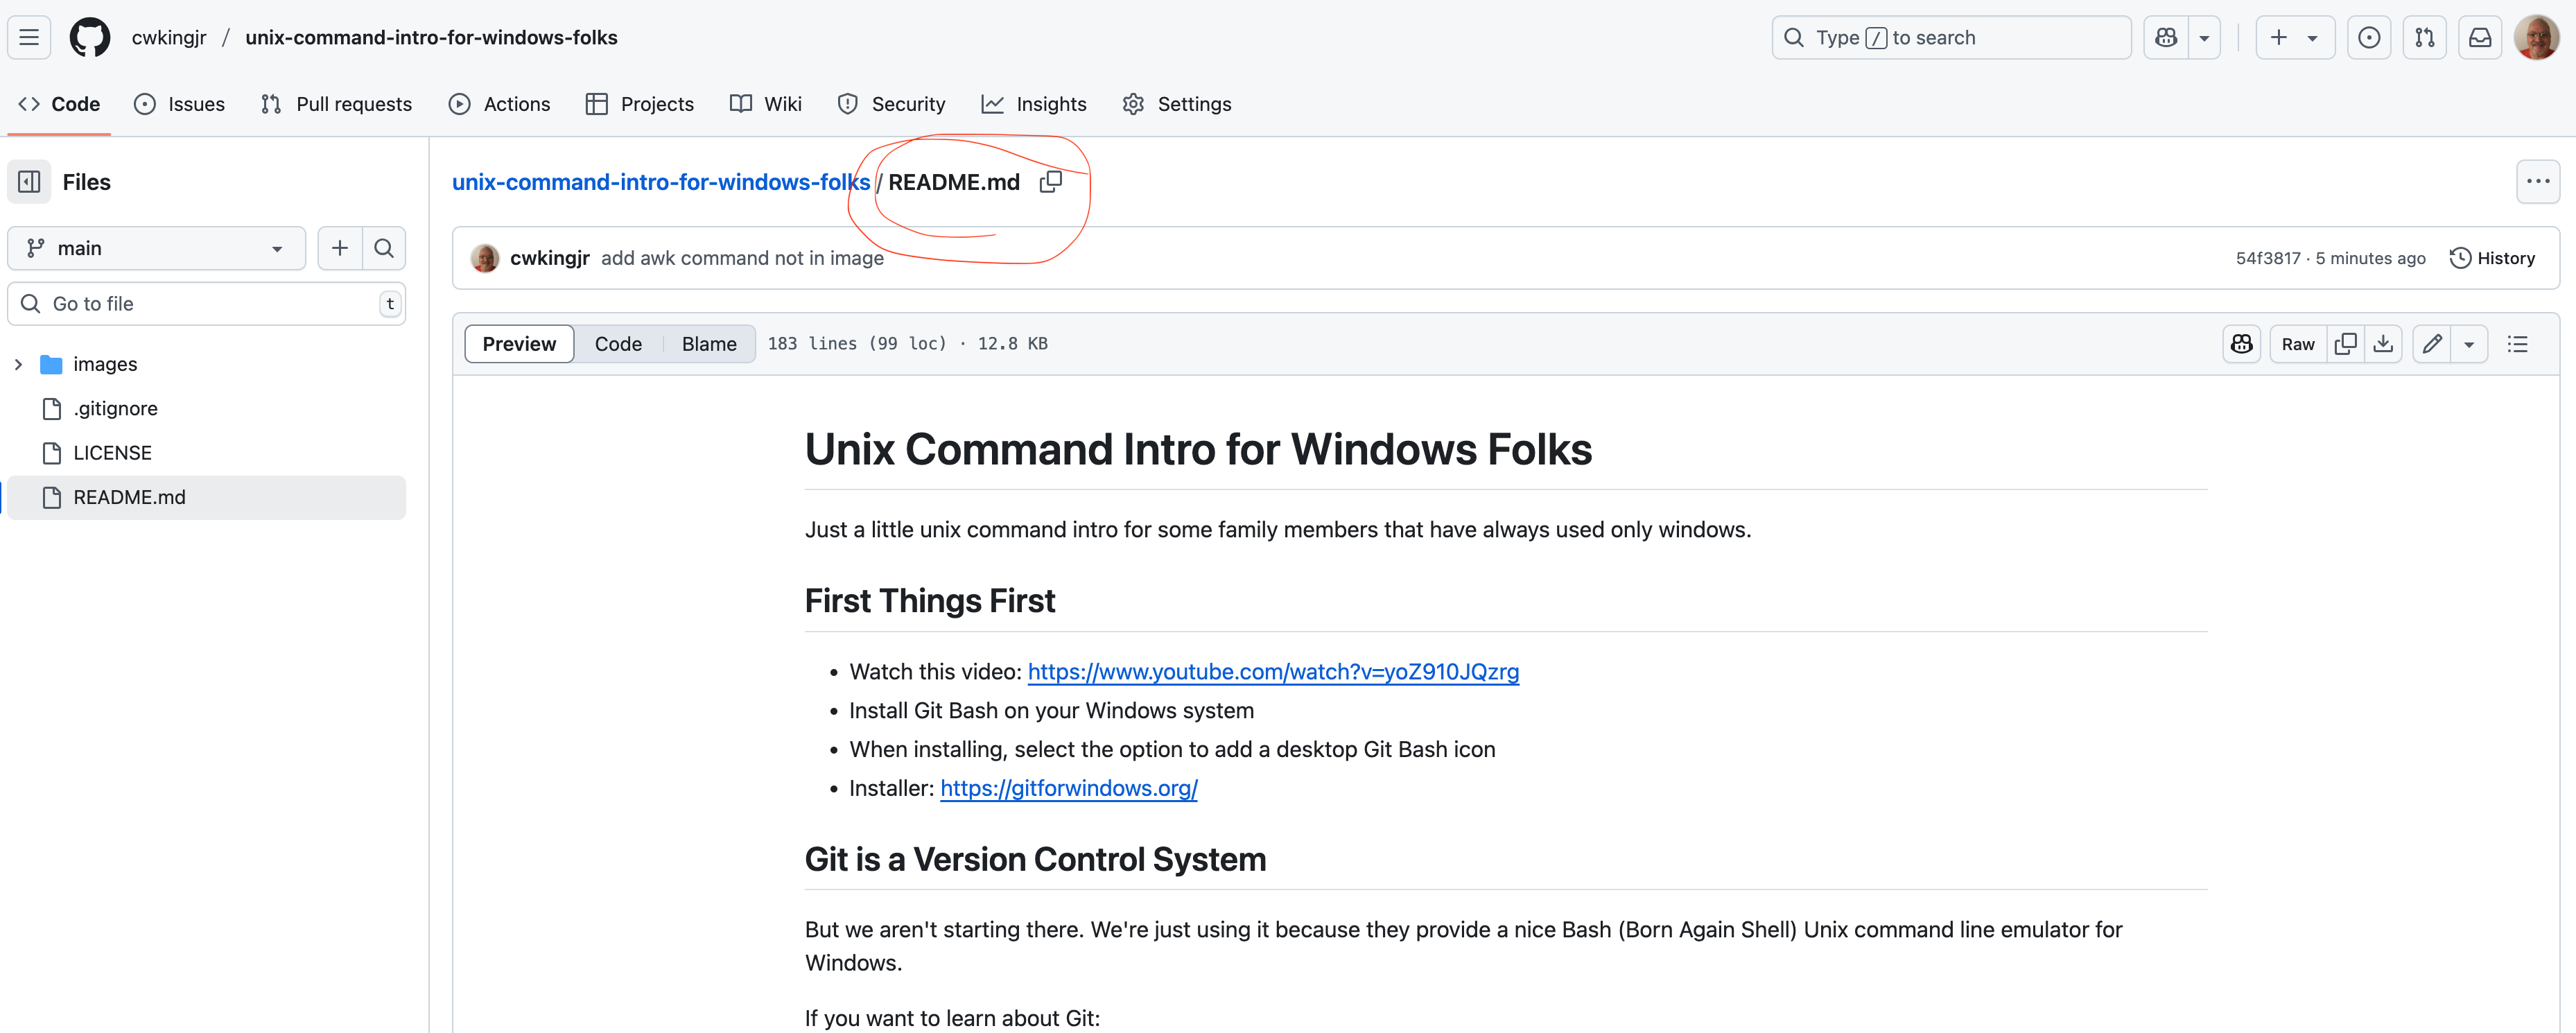 cwkingjr / unix-command-intro-for-windows-folks
Type / to search
Code Issues Pull requests Actions Projects Wiki Security Insights Settings
Files
main
Go to file t
images
.gitignore
LICENSE
README.md
unix-command-intro-for-windows-folks / README.md
cwkingjr add awk command not in image
54f3817 · 5 minutes ago History
Preview Code Blame 183 lines (99 loc) · 12.8 KB
Raw
Unix Command Intro for Windows Folks
Just a little unix command intro for some family members that have always used only windows.
First Things First
• Watch this video: https://www.youtube.com/watch?v=yoZ910JQzrg
• Install Git Bash on your Windows system
• When installing, select the option to add a desktop Git Bash icon
• Installer: https://gitforwindows.org/
Git is a Version Control System
But we aren't starting there. We're just using it because they provide a nice Bash (Born Again Shell) Unix command line emulator for
Windows.
If you want to learn about Git: